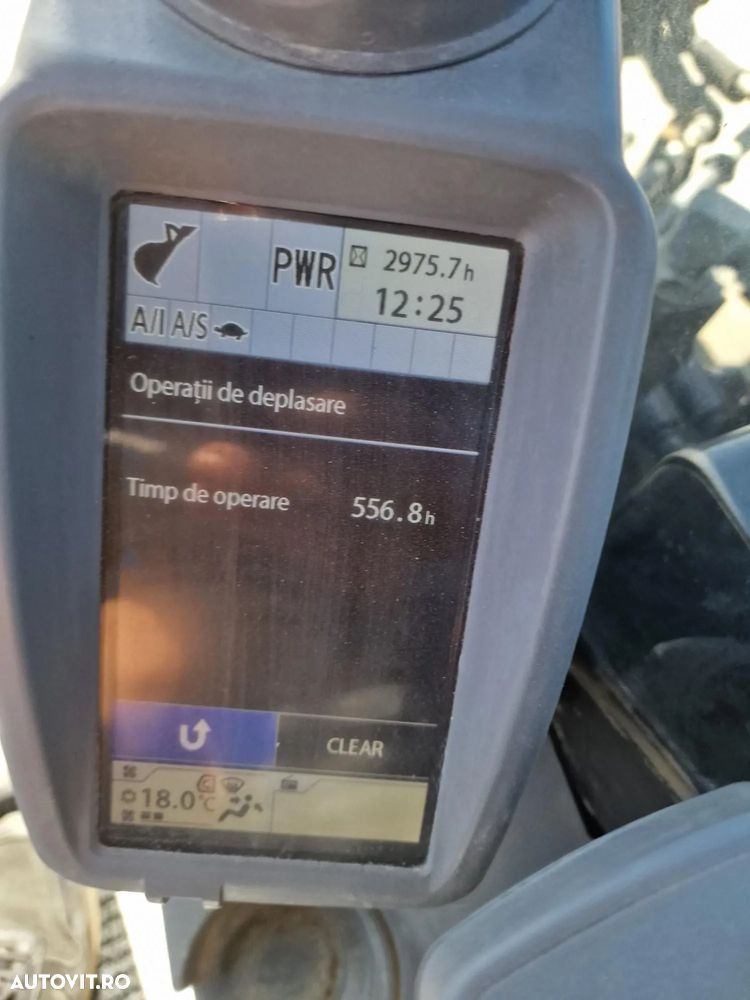 PWR
2975.7h
12:25
A/I A/S
Operații de deplasare
Timp de operare 556.8h
CLEAR
18.0°C
AUTOVIT.RO